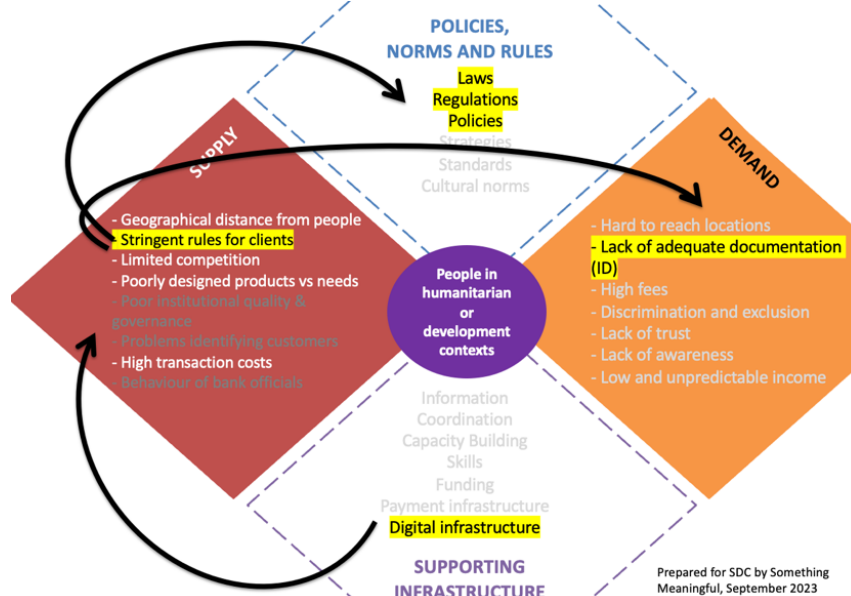 POLICIES,
NORMS AND RULES
Laws
Regulations
Policies
Strategies
Standards
Cultural norms
SUPPLY
- Geographical distance from people
- Stringent rules for clients
- Limited competition
- Poorly designed products vs needs
- Poor institutional quality &
governance
- Problems identifying customers
- High transaction costs
- Behaviour of bank officials
People in
humanitarian
or
development
contexts
DEMAND
- Hard to reach locations
- Lack of adequate documentation
(ID)
- High fees
- Discrimination and exclusion
- Lack of trust
- Lack of awareness
- Low and unpredictable income
Information
Coordination
Capacity Building
Skills
Funding
Payment infrastructure
Digital infrastructure
SUPPORTING
INFRASTRUCTURE
Prepared for SDC by Something
Meaningful, September 2023